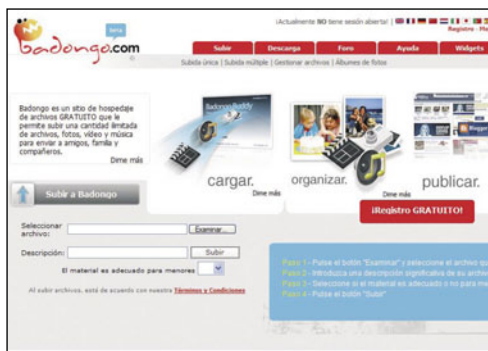 beta
badongo.com
¡Actualmente NO tiene sesión abierta! |
Registro - 
Subir Descarga Foro Ayuda Widgets
Subida única | Subida múltiple | Gestionar archivos | Álbumes de fotos
Badongo es un sitio de hospedaje
de archivos GRATUITO que le
permite subir una cantidad ilimitada
de archivos, fotos, vídeo y música
para enviar a amigos, familia y
compañeros.
Dime más
Badongo Buddy
cargar.
Dime más
organizar.
Dime más
Blogger
publicar.
Subir a Badongo
¡Registro GRATUITO!
Seleccionar
archivo:
Examinar...
Descripción:
Subir
El material es adecuado para menores
Al subir archivos, está de acuerdo con nuestra Términos y Condiciones
Paso 1 - Pulse el botón "Examinar" y seleccione el archivo
Paso 2 - Introduzca una descripción significativa de su
Paso 3 - Seleccione si el material es adecuado o no para
Paso 4 - Pulse el botón "Subir"